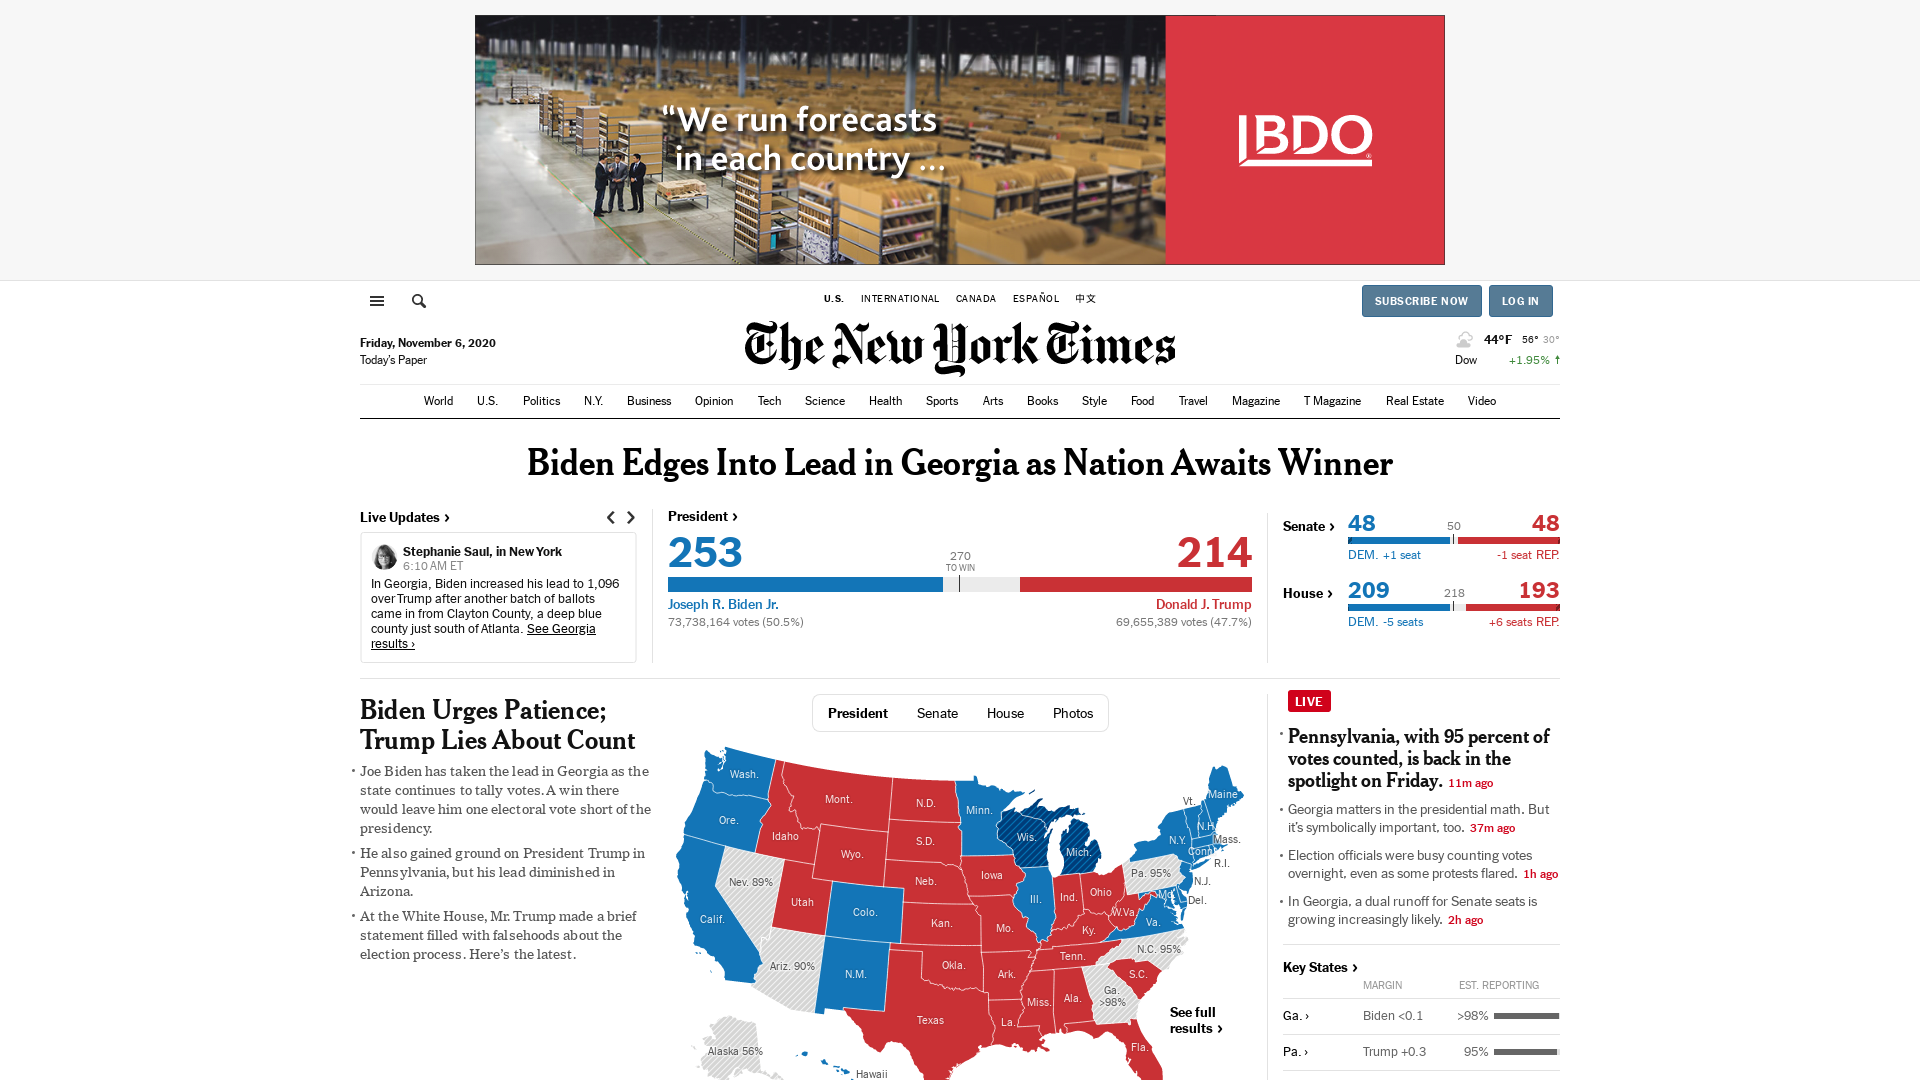 “We run forecasts
in each country ...
BDO
U.S. INTERNATIONAL CANADA ESPAÑOL 中文
SUBSCRIBE NOW LOG IN
The New York Times
Friday, November 6, 2020
Today’s Paper
44°F 56° 30°
Dow +1.95%
World U.S. Politics N.Y. Business Opinion Tech Science Health Sports Arts Books Style Food Travel Magazine T Magazine Real Estate Video
Biden Edges Into Lead in Georgia as Nation Awaits Winner
Live Updates ›
Stephanie Saul, in New York
6:10 AM ET
In Georgia, Biden increased his lead to 1,096
over Trump after another batch of ballots
came in from Clayton County, a deep blue
county just south of Atlanta. See Georgia
results ›
President ›
253 214
270
TO WIN
Joseph R. Biden Jr. Donald J. Trump
73,738,164 votes (50.5%) 69,655,389 votes (47.7%)
Senate › 48 50 48
DEM. +1 seat -1 seat REP.
House › 209 218 193
DEM. -5 seats +6 seats REP.
Biden Urges Patience;
Trump Lies About Count
• Joe Biden has taken the lead in Georgia as the
state continues to tally votes. A win there
would leave him one electoral vote short of the
presidency.
• He also gained ground on President Trump in
Pennsylvania, but his lead diminished in
Arizona.
• At the White House, Mr. Trump made a brief
statement filled with falsehoods about the
election process. Here’s the latest.
President Senate House Photos
Wash.
Mont.
N.D.
Minn.
Vt.
Maine
Ore.
Idaho
S.D.
Wis.
N.H.
Wyo.
Mich.
N.Y.
Mass.
Conn.
R.I.
Nev. 89%
Neb.
Iowa
Pa. 95%
N.J.
Utah
Colo.
Ill.
Ind.
Ohio
Md.
Del.
Calif.
Kan.
Mo.
W.Va.
Va.
Ky.
Ariz. 90%
N.M.
Okla.
Ark.
Tenn.
N.C. 95%
S.C.
Miss.
Ala.
Ga.
>98%
Texas
La.
Fla.
Alaska 56%
Hawaii
See full
results ›
LIVE
• Pennsylvania, with 95 percent of
votes counted, is back in the
spotlight on Friday. 11m ago
• Georgia matters in the presidential math. But
it’s symbolically important, too. 37m ago
• Election officials were busy counting votes
overnight, even as some protests flared. 1h ago
• In Georgia, a dual runoff for Senate seats is
growing increasingly likely. 2h ago
Key States ›
MARGIN EST. REPORTING
Ga. › Biden <0.1 >98%
Pa. › Trump +0.3 95%